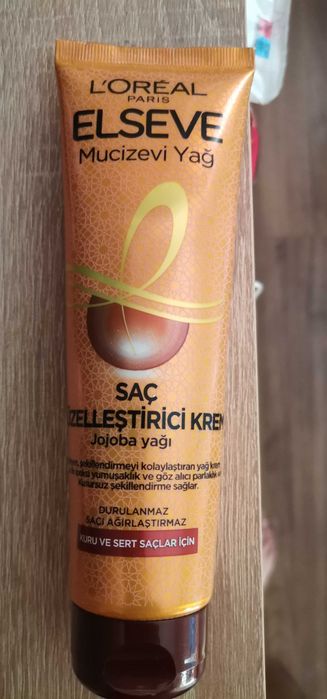 L'ORÉAL
PARIS
ELSEVE
Mucizevi Yağ
SAÇ
ZELLEŞTİRİCİ KREM
Jojoba yağı
şekillendirmeyi kolaylaştıran yağ krem
yumuşaklık ve göz alıcı parlaklık
Kusursuz şekillendirme sağlar.
DURULANMAZ
SAÇI AĞIRLAŞTIRMAZ
KURU VE SERT SAÇLAR İÇİN